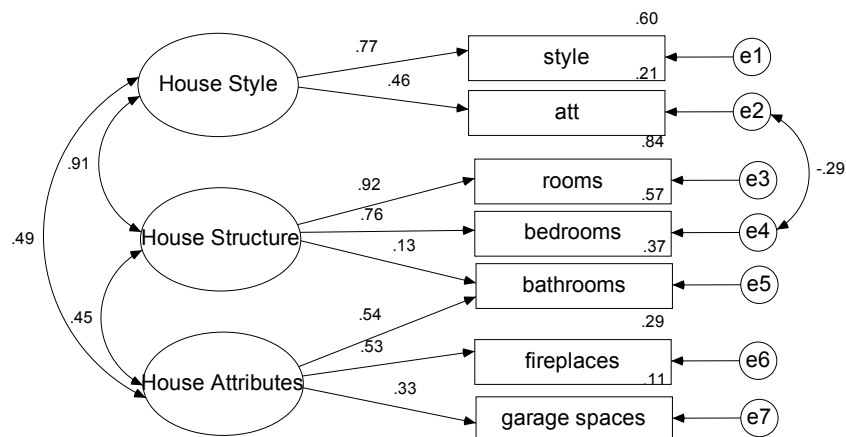 .60
.77
style
e1
House Style
.21
.46
att
e2
.84
.91
.92
rooms
e3
-.29
.57
.76
House Structure
bedrooms
e4
.49
.13
.37
bathrooms
e5
.45
.54
.29
.53
fireplaces
e6
House Attributes
.11
.33
garage spaces
e7